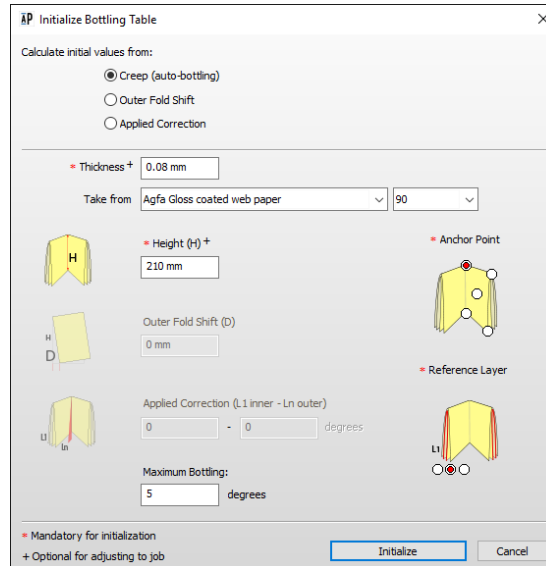 AP Initialize Bottling Table
Calculate initial values from:
Creep (auto-bottling)
Outer Fold Shift
Applied Correction
* Thickness + 0.08 mm
Take from Agfa Gloss coated web paper 90
* Height (H) + * Anchor Point
H 210 mm
Outer Fold Shift (D)
H
D 0 mm
* Reference Layer
Applied Correction (L1 inner - Ln outer)
0 - 0 degrees
L1 Ln L1
Maximum Bottling:
5 degrees
* Mandatory for initialization
+ Optional for adjusting to job Initialize Cancel